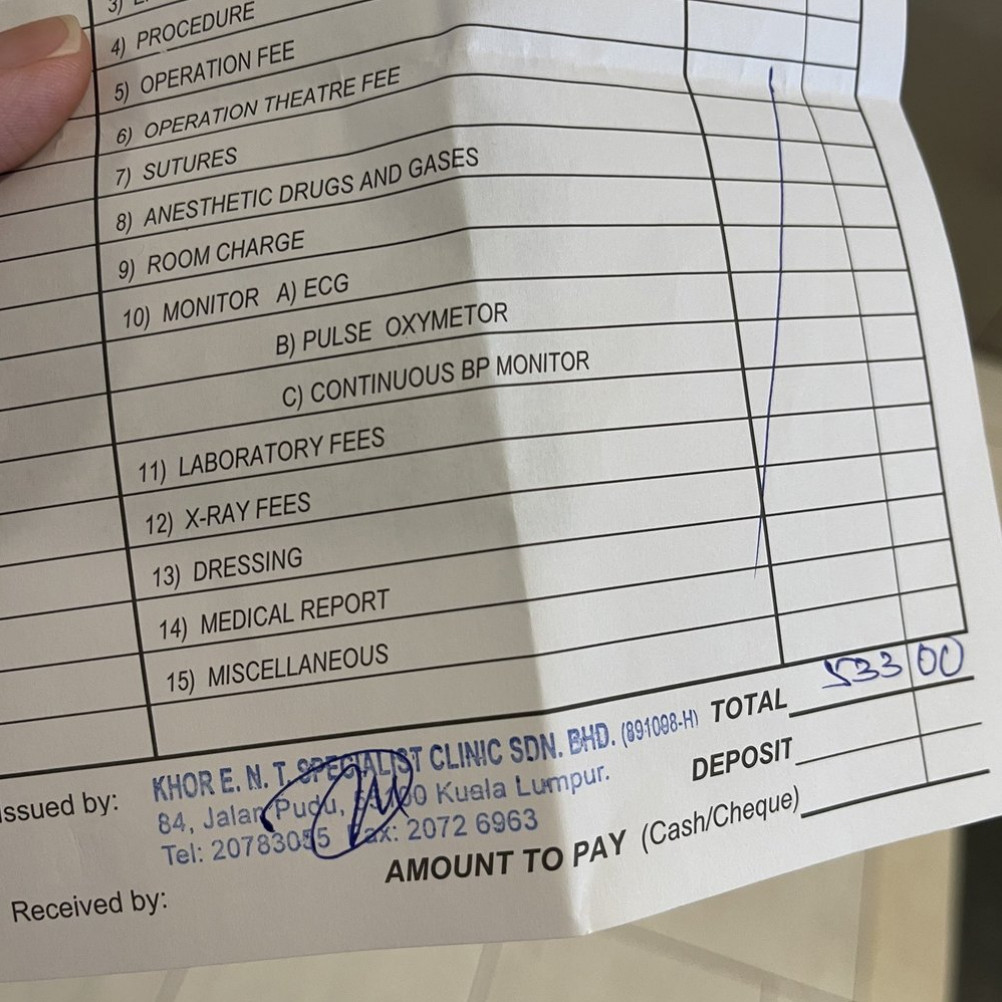 3)
4) PROCEDURE
5) OPERATION FEE
6) OPERATION THEATRE FEE
7) SUTURES
8) ANESTHETIC DRUGS AND GASES
9) ROOM CHARGE
10) MONITOR A) ECG
B) PULSE OXYMETOR
C) CONTINUOUS BP MONITOR
11) LABORATORY FEES
12) X-RAY FEES
13) DRESSING
14) MEDICAL REPORT
15) MISCELLANEOUS
TOTAL 533 00
Issued by: KHOR E. N. T. SPECIALIST CLINIC SDN. BHD. (891098-H)
84, Jalan Pudu, Kuala Lumpur.
Tel: 20783055 Fax: 2072 6963
DEPOSIT
AMOUNT TO PAY (Cash/Cheque)
Received by: